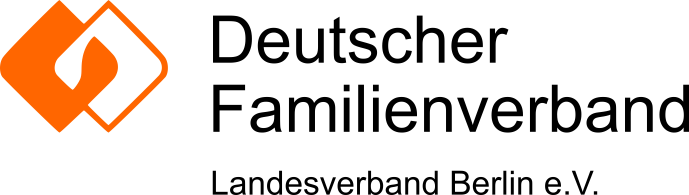 Deutscher
Familienverband
Landesverband Berlin e.V.